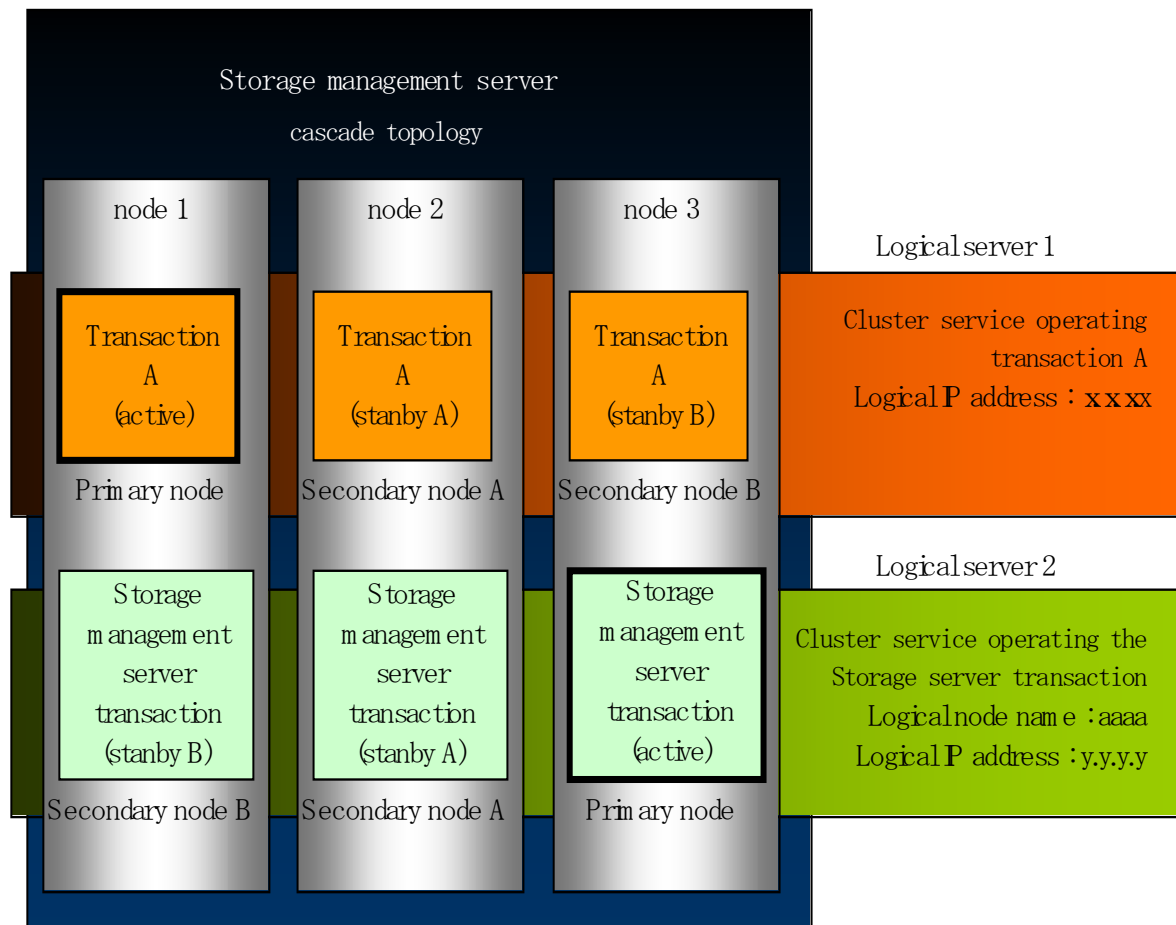 Storage management server
cascade topology
node 1
node 2
node 3
Logical server 1
Transaction
A
(active)
Transaction
A
(stanby A)
Transaction
A
(stanby B)
Cluster service operating
transaction A
Logical IP address : x x xx
Primary node
Secondary node A
Secondary node B
Logical server 2
Storage
management
server
transaction
(stanby B)
Storage
management
server
transaction
(stanby A)
Storage
management
server
transaction
(active)
Cluster service operating the
Storage server transaction
Logical node name : aaaa
Logical IP address : y.y.y.y
Secondary node B
Secondary node A
Primary node